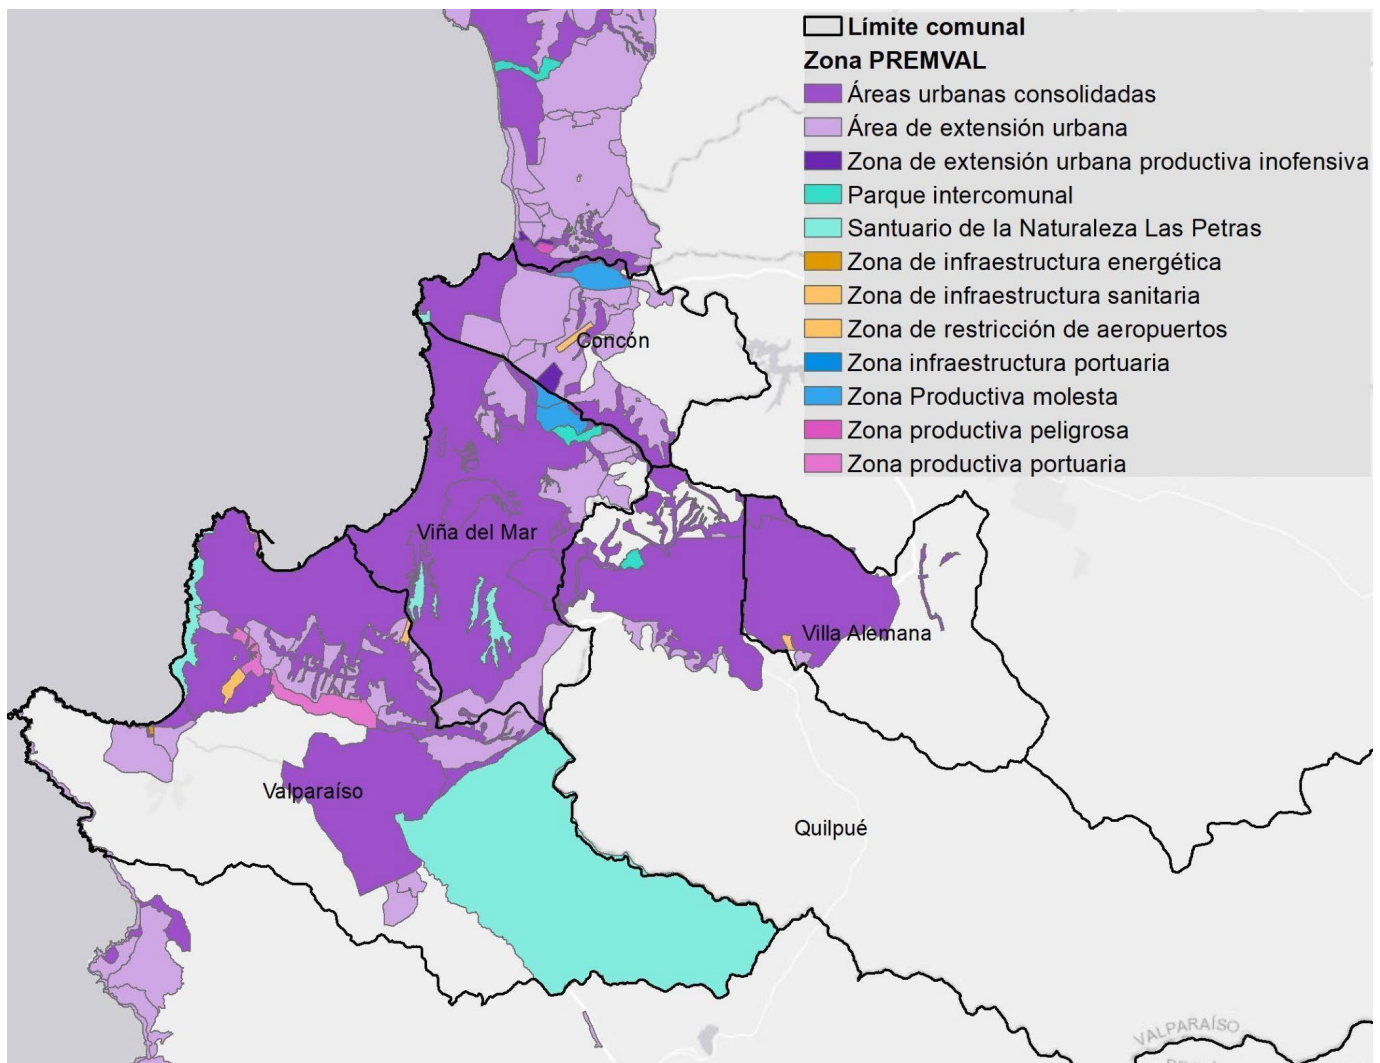 Límite comunal
Zona PREMVAL
Áreas urbanas consolidadas
Área de extensión urbana
Zona de extensión urbana productiva inofensiva
Parque intercomunal
Santuario de la Naturaleza Las Petras
Zona de infraestructura energética
Zona de infraestructura sanitaria
Zona de restricción de aeropuertos
Zona infraestructura portuaria
Zona Productiva molesta
Zona productiva peligrosa
Zona productiva portuaria
Concón
Viña del Mar
Villa Alemana
Valparaíso
Quilpué
VALPARAÍSO